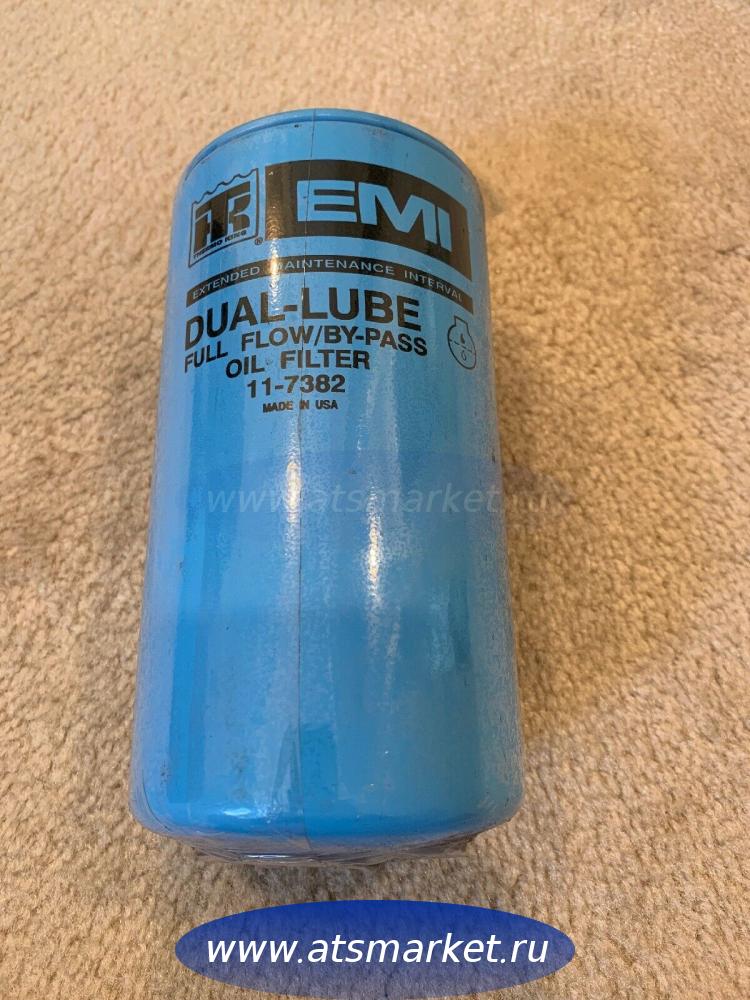 TK EMI
THERMO KING ®
EXTENDED MAINTENANCE INTERVAL
DUAL-LUBE
FULL FLOW/BY-PASS
OIL FILTER
11-7382
MADE IN USA
www.atsmarket.ru
www.atsmarket.ru